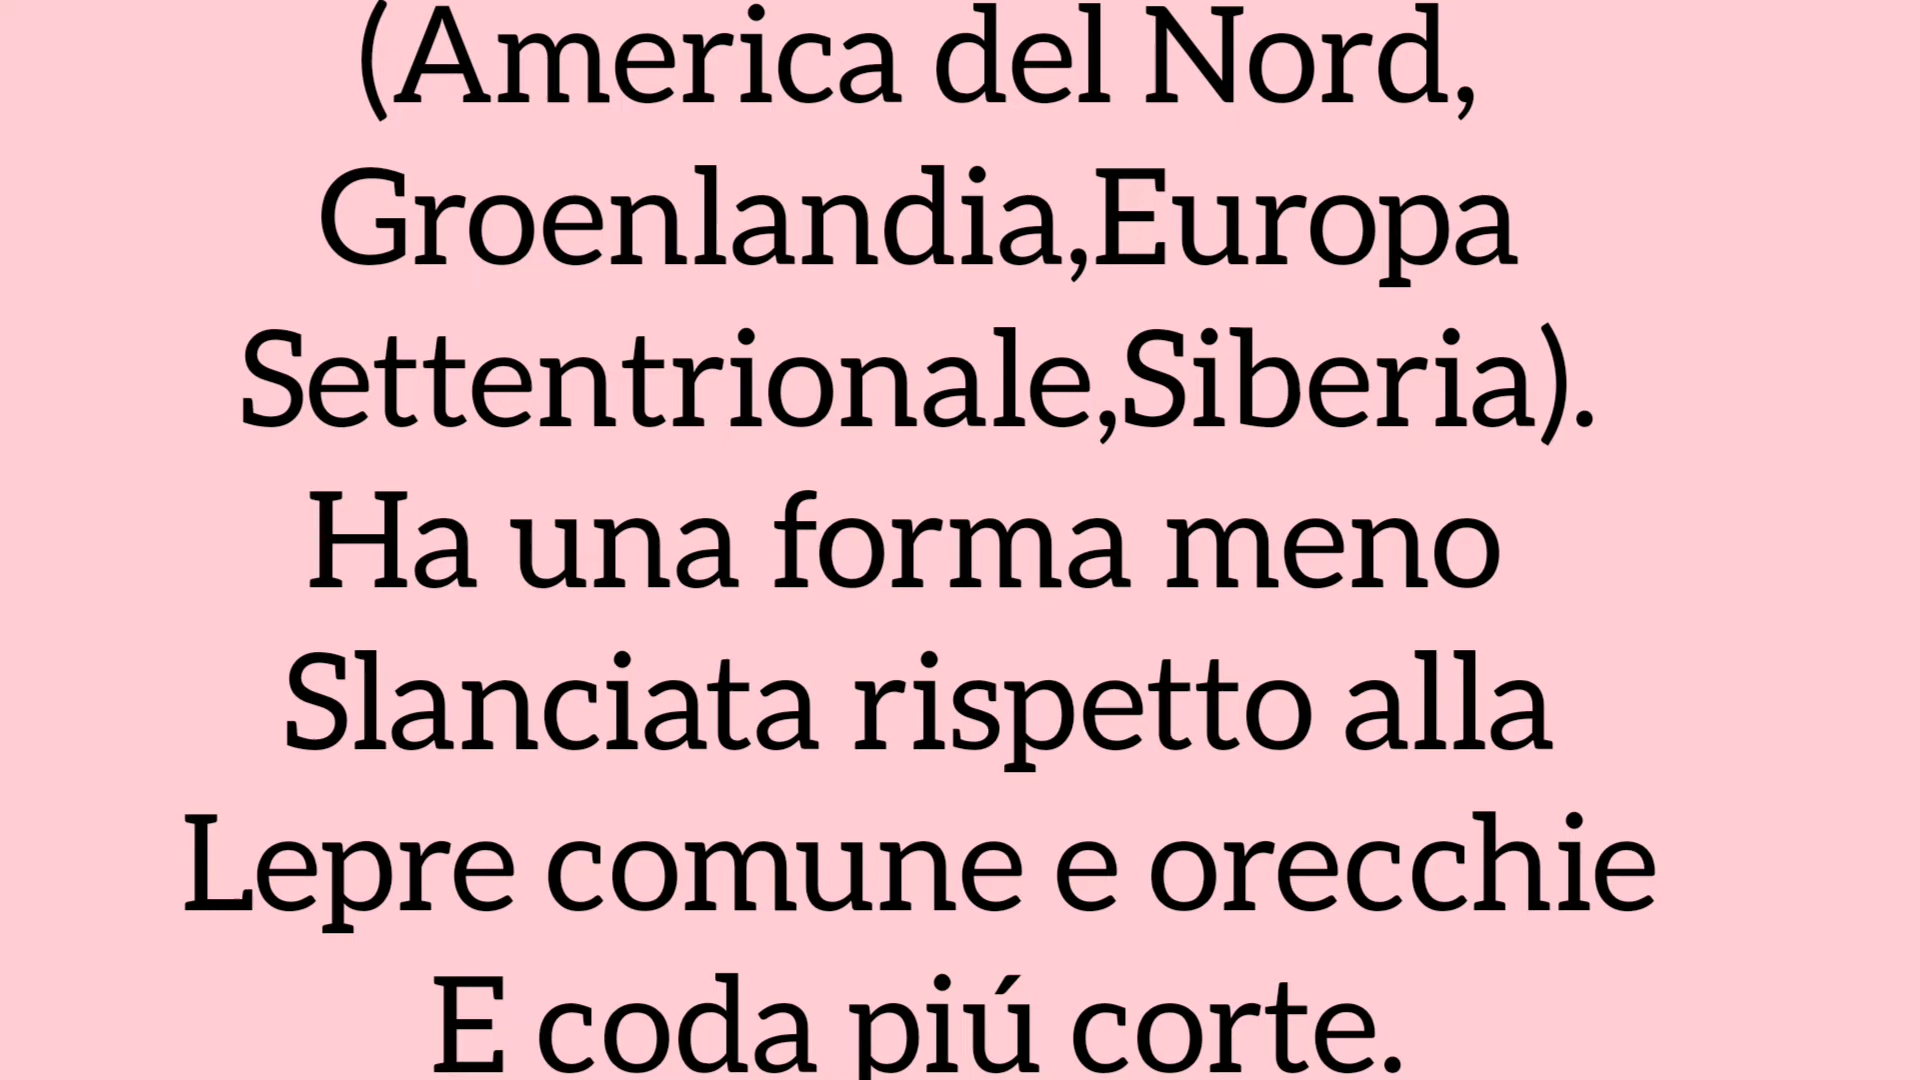 (America del Nord,
Groenlandia,Europa
Settentrionale,Siberia).
Ha una forma meno
Slanciata rispetto alla
Lepre comune e orecchie
E coda piú corte.